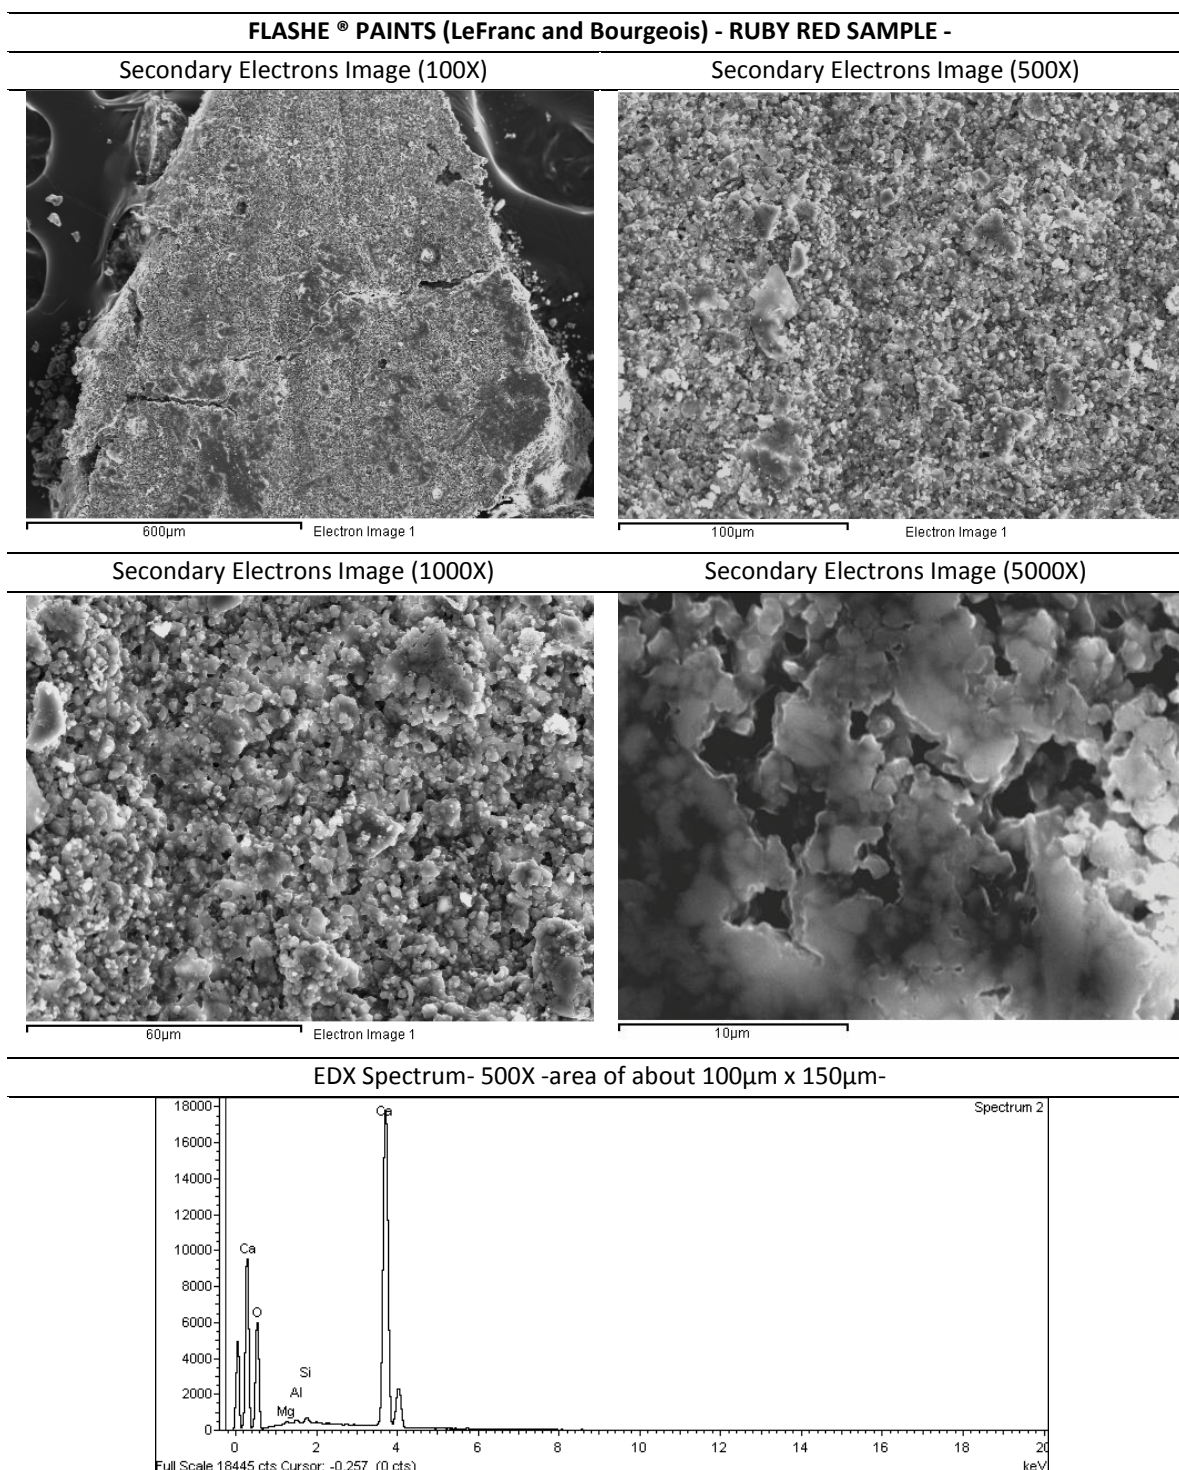 FLASHE ® PAINTS (LeFranc and Bourgeois) - RUBY RED SAMPLE -
Secondary Electrons Image (100X)
Secondary Electrons Image (500X)
600µm
Electron Image 1
100µm
Electron Image 1
Secondary Electrons Image (1000X)
Secondary Electrons Image (5000X)
60µm
Electron Image 1
10µm
EDX Spectrum- 500X -area of about 100µm x 150µm-
Spectrum 2
18000
16000
14000
12000
10000
8000
6000
4000
2000
0
Ca
Ca
O
Si
Al
Mg
0 2 4 6 8 10 12 14 16 18 20
Full Scale 18445 cts Cursor: -0.257 (0 cts)
keV